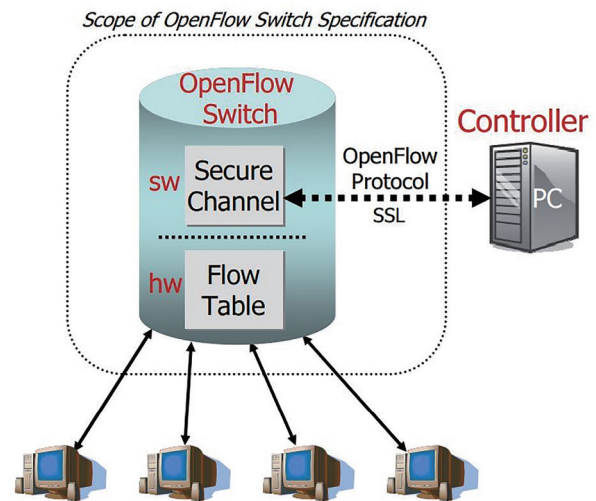 Scope of OpenFlow Switch Specification
OpenFlow
Switch
Controller
sw
Secure
Channel
OpenFlow
Protocol
SSL
PC
hw
Flow
Table